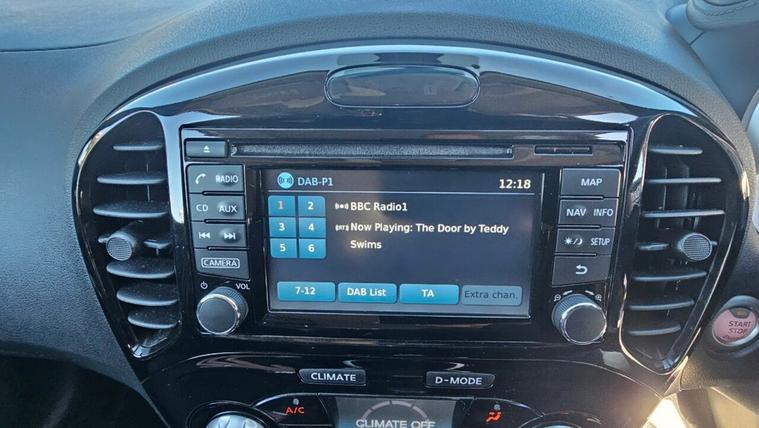 DAB-P1
12:18
RADIO
CD AUX
CAMERA
VOL
1 2
3 4
5 6
BBC Radio1
Now Playing: The Door by Teddy
Swims
7-12 DAB List TA Extra chan.
MAP
NAV INFO
SETUP
START
STOP
CLIMATE D-MODE
A/C
CLIMATE OFF